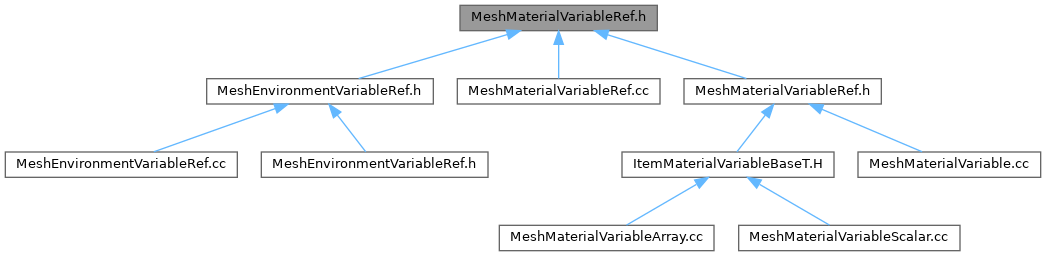 MeshMaterialVariableRef.h
MeshEnvironmentVariableRef.h
MeshMaterialVariableRef.cc
MeshMaterialVariableRef.h
MeshEnvironmentVariableRef.cc
MeshEnvironmentVariableRef.h
ItemMaterialVariableBaseT.H
MeshMaterialVariable.cc
MeshMaterialVariableArray.cc
MeshMaterialVariableScalar.cc